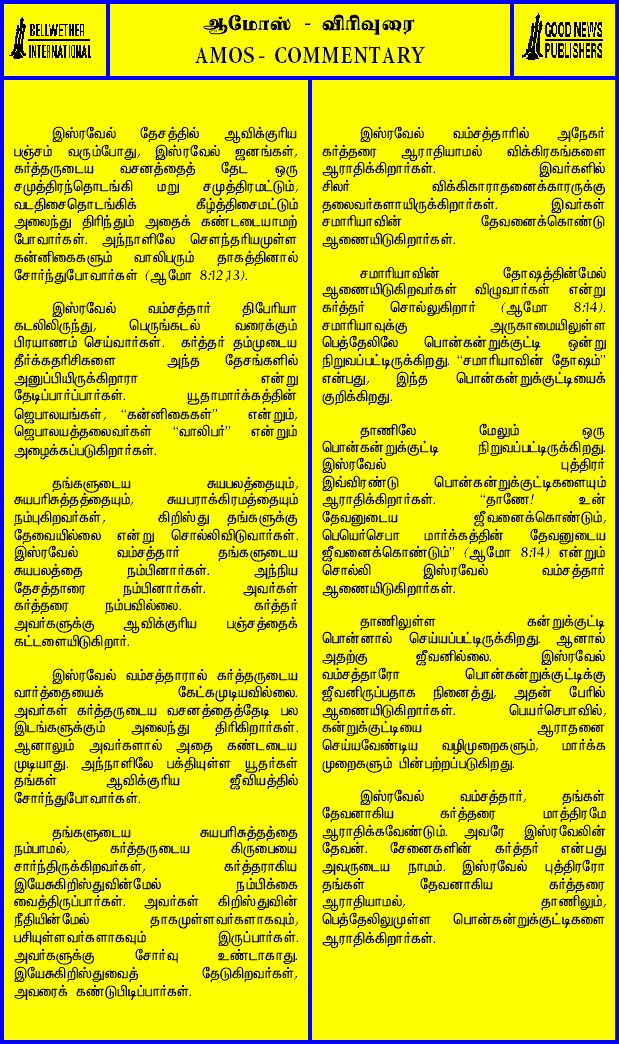 BELLWETHER
INTERNATIONAL
ஆமோஸ் - விரிவுரை
AMOS - COMMENTARY
GOOD NEWS
PUBLISHERS
இஸ்ரவேல் தேசத்தில் ஆவிக்குரிய
பஞ்சம் வரும்போது, இஸ்ரவேல் ஜனங்கள்,
கர்த்தருடைய வசனத்தைத் தேட ஒரு
சமுத்திரந்தொடங்கி மறு சமுத்திரமட்டும்,
வடதிசைதொடங்கிக் கீழ்த்திசைமட்டும்
அலைந்து திரிந்தும் அதைக் கண்டடையாமற்
போவார்கள். அந்நாளிலே சௌந்தரியமுள்ள
கன்னிகைகளும் வாலிபரும் தாகத்தினால்
சோர்ந்துபோவார்கள் (ஆமோ 8:12,13).
இஸ்ரவேல் வம்சத்தார் திபேரியா
கடலிலிருந்து, பெருங்கடல் வரைக்கும்
பிரயாணம் செய்வார்கள். கர்த்தர் தம்முடைய
தீர்க்கதரிசிகளை அந்த தேசங்களில்
அனுப்பியிருக்கிறாரா என்று
தேடிப்பார்ப்பார்கள். யூதாமார்க்கத்தின்
ஜெபாலயங்கள், “கன்னிகைகள்” என்றும்,
ஜெபாலயத்தலைவர்கள் “வாலிபர்” என்றும்
அழைக்கப்படுகிறார்கள்.
தங்களுடைய சுயபலத்தையும்,
சுயபரிசுத்தத்தையும், சுயபராக்கிரமத்தையும்
நம்புகிறவர்கள், கிறிஸ்து தங்களுக்கு
தேவையில்லை என்று சொல்லிவிடுவார்கள்.
இஸ்ரவேல் வம்சத்தார் தங்களுடைய
சுயபலத்தை நம்பினார்கள். அந்நிய
தேசத்தாரை நம்பினார்கள். அவர்கள்
கர்த்தரை நம்பவில்லை. கர்த்தர்
அவர்களுக்கு ஆவிக்குரிய பஞ்சத்தைக்
கட்டளையிடுகிறார்.
இஸ்ரவேல் வம்சத்தாரால் கர்த்தருடைய
வார்த்தையைக் கேட்கமுடியவில்லை.
அவர்கள் கர்த்தருடைய வசனத்தைத்தேடி பல
இடங்களுக்கும் அலைந்து திரிகிறார்கள்.
ஆனாலும் அவர்களால் அதை கண்டடைய
முடியாது. அந்நாளிலே பக்தியுள்ள யூதர்கள்
தங்கள் ஆவிக்குரிய ஜீவியத்தில்
சோர்ந்துபோவார்கள்.
தங்களுடைய சுயபரிசுத்தத்தை
நம்பாமல், கர்த்தருடைய கிருபையை
சார்ந்திருக்கிறவர்கள், கர்த்தராகிய
இயேசுகிறிஸ்துவின்மேல் நம்பிக்கை
வைத்திருப்பார்கள். அவர்கள் கிறிஸ்துவின்
நீதியின்மேல் தாகமுள்ளவர்களாகவும்,
பசியுள்ளவர்களாகவும் இருப்பார்கள்.
அவர்களுக்கு சோர்வு உண்டாகாது.
இயேசுகிறிஸ்துவைத் தேடுகிறவர்கள்,
அவரைக் கண்டுபிடிப்பார்கள்.
இஸ்ரவேல் வம்சத்தாரில் அநேகர்
கர்த்தரை ஆராதியாமல் விக்கிரகங்களை
ஆராதிக்கிறார்கள். இவர்களில்
சிலர் விக்கிகாராதனைக்காரருக்கு
தலைவர்களாயிருக்கிறார்கள். இவர்கள்
சமாரியாவின் தேவனைக்கொண்டு
ஆணையிடுகிறார்கள்.
சமாரியாவின் தோஷத்தின்மேல்
ஆணையிடுகிறவர்கள் விழுவார்கள் என்று
கர்த்தர் சொல்லுகிறார் (ஆமோ 8:14).
சமாரியாவுக்கு அருகாமையிலுள்ள
பெத்தேலிலே பொன்கன்றுக்குட்டி ஒன்று
நிறுவப்பட்டிருக்கிறது. “சமாரியாவின் தோஷம்”
என்பது, இந்த பொன்கன்றுக்குட்டியைக்
குறிக்கிறது.
தாணிலே மேலும் ஒரு
பொன்கன்றுக்குட்டி நிறுவப்பட்டிருக்கிறது.
இஸ்ரவேல் புத்திரர்
இவ்விரண்டு பொன்கன்றுக்குட்டிகளையும்
ஆராதிக்கிறார்கள். “தாணே! உன்
தேவனுடைய ஜீவனைக்கொண்டும்,
பெயெர்செபா மார்க்கத்தின் தேவனுடைய
ஜீவனைக்கொண்டும்” (ஆமோ 8:14) என்றும்
சொல்லி இஸ்ரவேல் வம்சத்தார்
ஆணையிடுகிறார்கள்.
தாணிலுள்ள கன்றுக்குட்டி
பொன்னால் செய்யப்பட்டிருக்கிறது. ஆனால்
அதற்கு ஜீவனில்லை. இஸ்ரவேல்
வம்சத்தாரோ பொன்கன்றுக்குட்டிக்கு
ஜீவனிருப்பதாக நினைத்து, அதன் பேரில்
ஆணையிடுகிறார்கள். பெயர்செபாவில்,
கன்றுக்குட்டியை ஆராதனை
செய்யவேண்டிய வழிமுறைகளும், மார்க்க
முறைகளும் பின்பற்றப்படுகிறது.
இஸ்ரவேல் வம்சத்தார், தங்கள்
தேவனாகிய கர்த்தரை மாத்திரமே
ஆராதிக்கவேண்டும். அவரே இஸ்ரவேலின்
தேவன். சேனைகளின் கர்த்தர் என்பது
அவருடைய நாமம். இஸ்ரவேல் புத்திரரோ
தங்கள் தேவனாகிய கர்த்தரை
ஆராதியாமல், தாணிலும்,
பெத்தேலிலுமுள்ள பொன்கன்றுக்குட்டிகளை
ஆராதிக்கிறார்கள்.